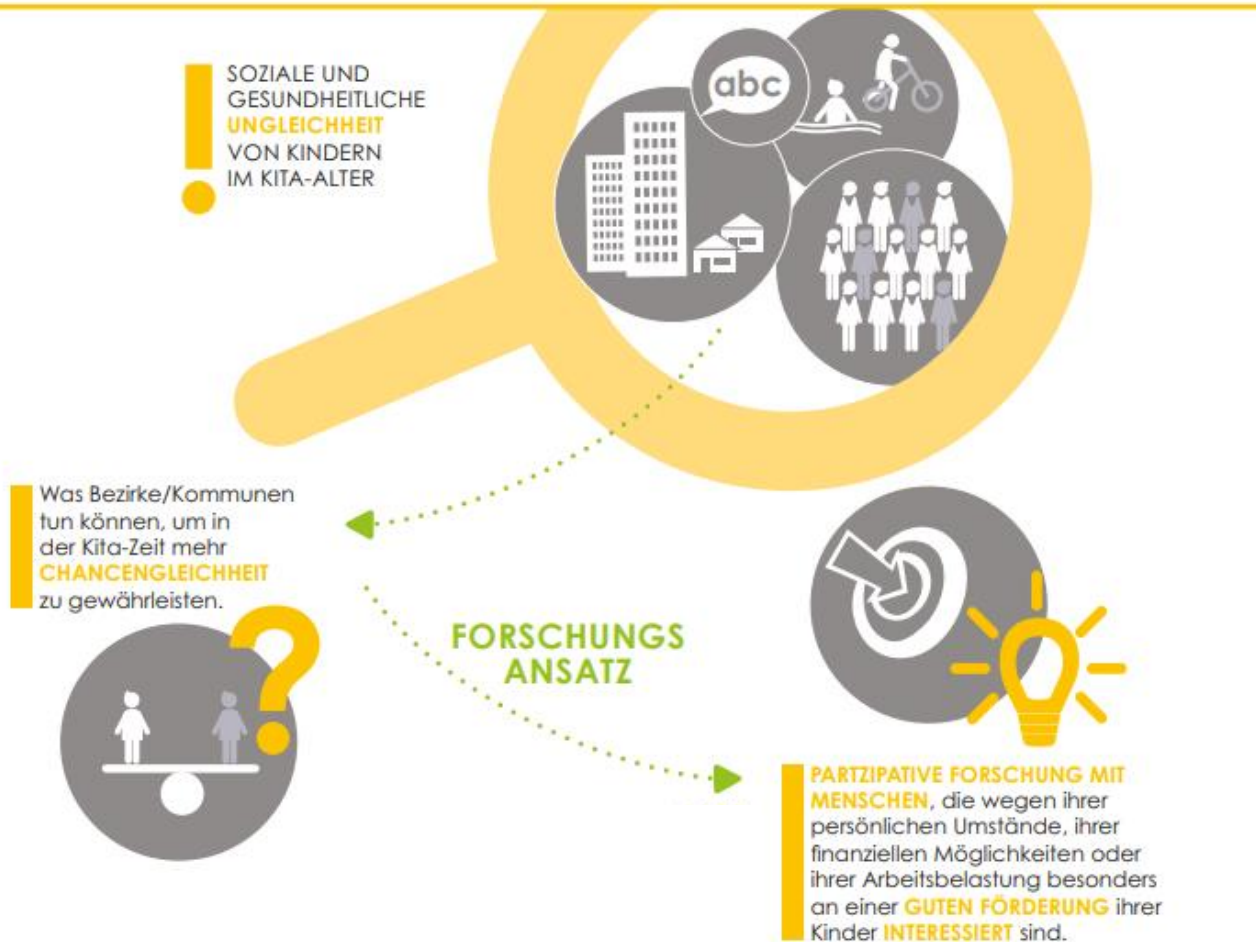 SOZIALE UND
GESUNDHEITLICHE
UNGLEICHHEIT
VON KINDERN
IM KITA-ALTER
abc
Was Bezirke/Kommunen
tun können, um in
der Kita-Zeit mehr
CHANCENGLEICHHEIT
zu gewährleisten.
?
FORSCHUNGS
ANSATZ
PARTZIPATIVE FORSCHUNG MIT
MENSCHEN, die wegen ihrer
persönlichen Umstände, ihrer
finanziellen Möglichkeiten oder
ihrer Arbeitsbelastung besonders
an einer GUTEN FÖRDERUNG ihrer
Kinder INTERESSIERT sind.